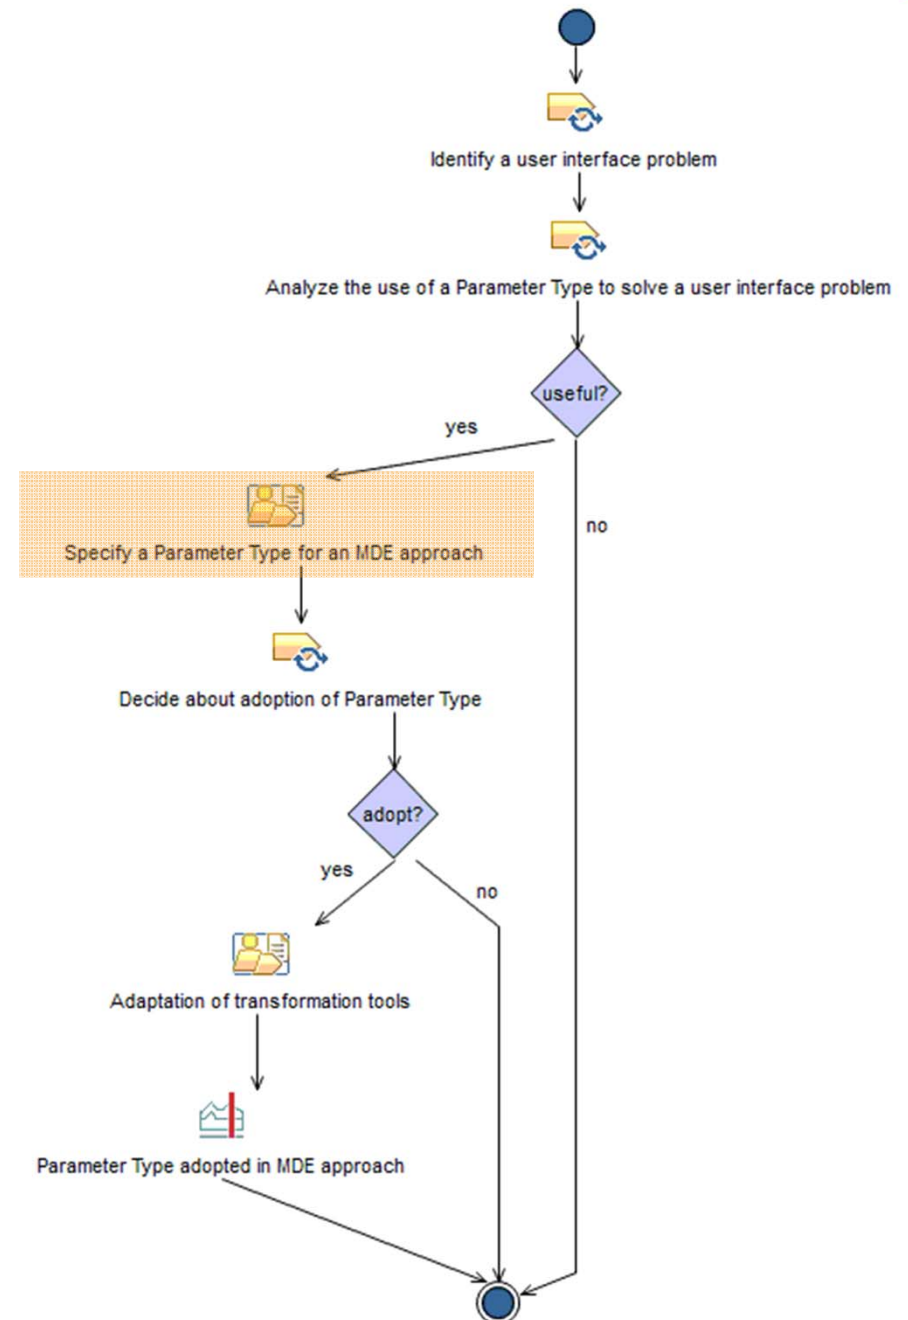 Identify a user interface problem
Analyze the use of a Parameter Type to solve a user interface problem
useful?
yes
no
Specify a Parameter Type for an MDE approach
Decide about adoption of Parameter Type
adopt?
yes
no
Adaptation of transformation tools
Parameter Type adopted in MDE approach